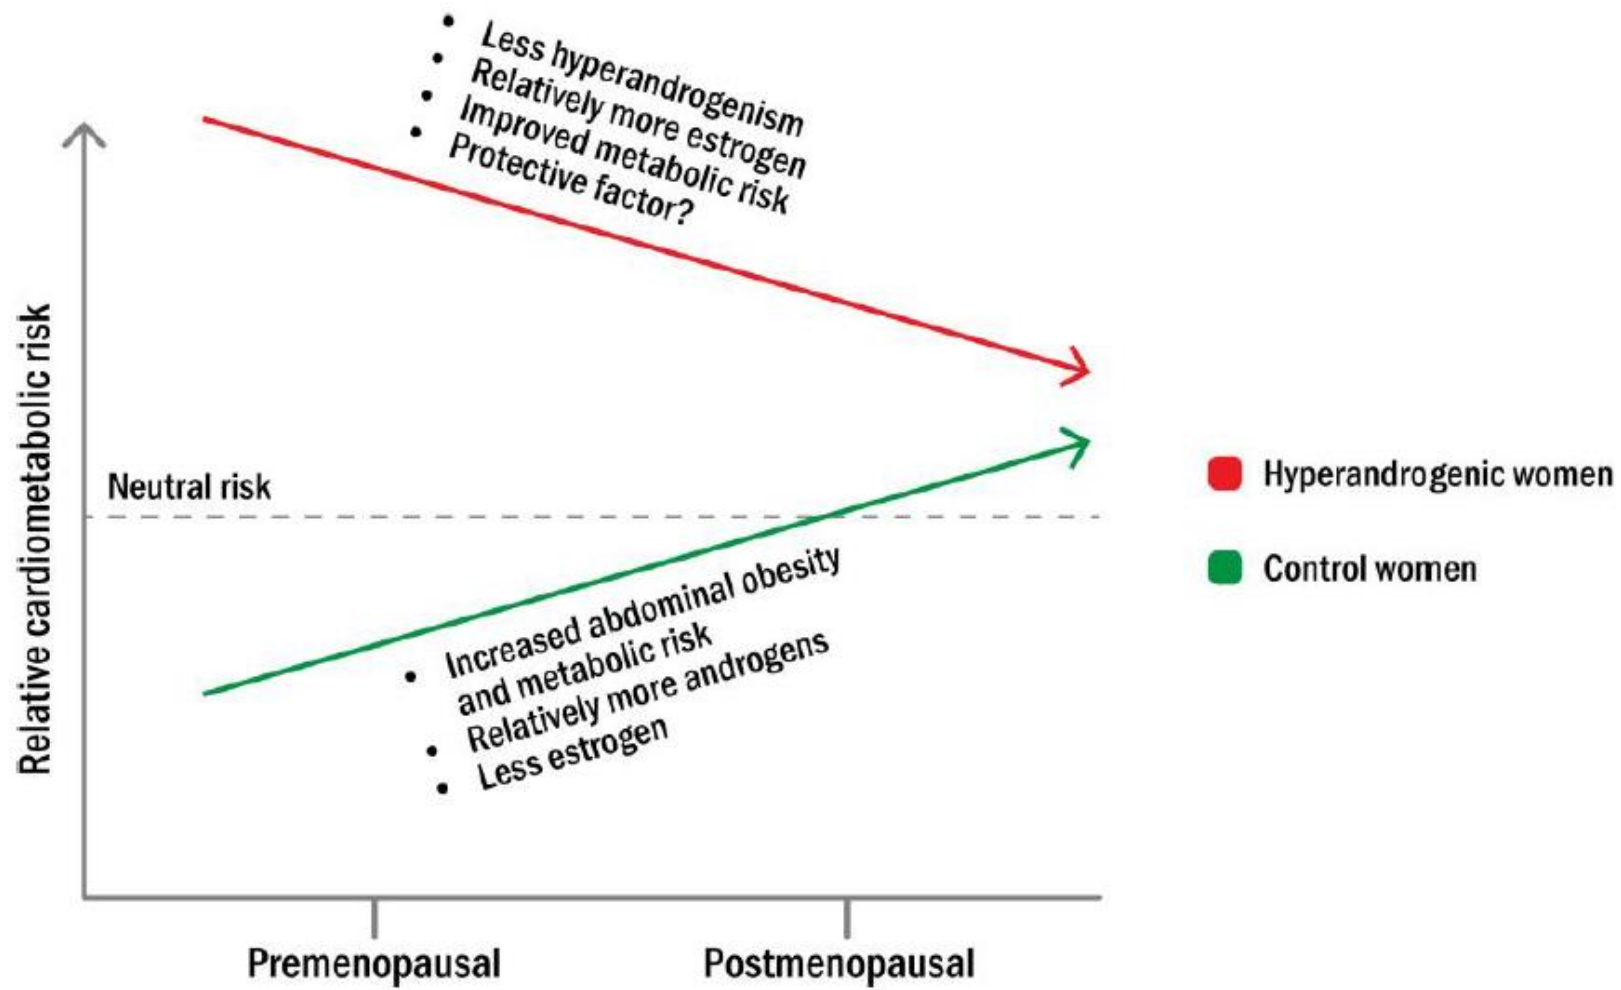 • Less hyperandrogenism
• Relatively more estrogen
• Improved metabolic risk
• Protective factor?
Relative cardiometabolic risk
Neutral risk
• Increased abdominal obesity
and metabolic risk
• Relatively more androgens
• Less estrogen
Hyperandrogenic women
Control women
Premenopausal
Postmenopausal